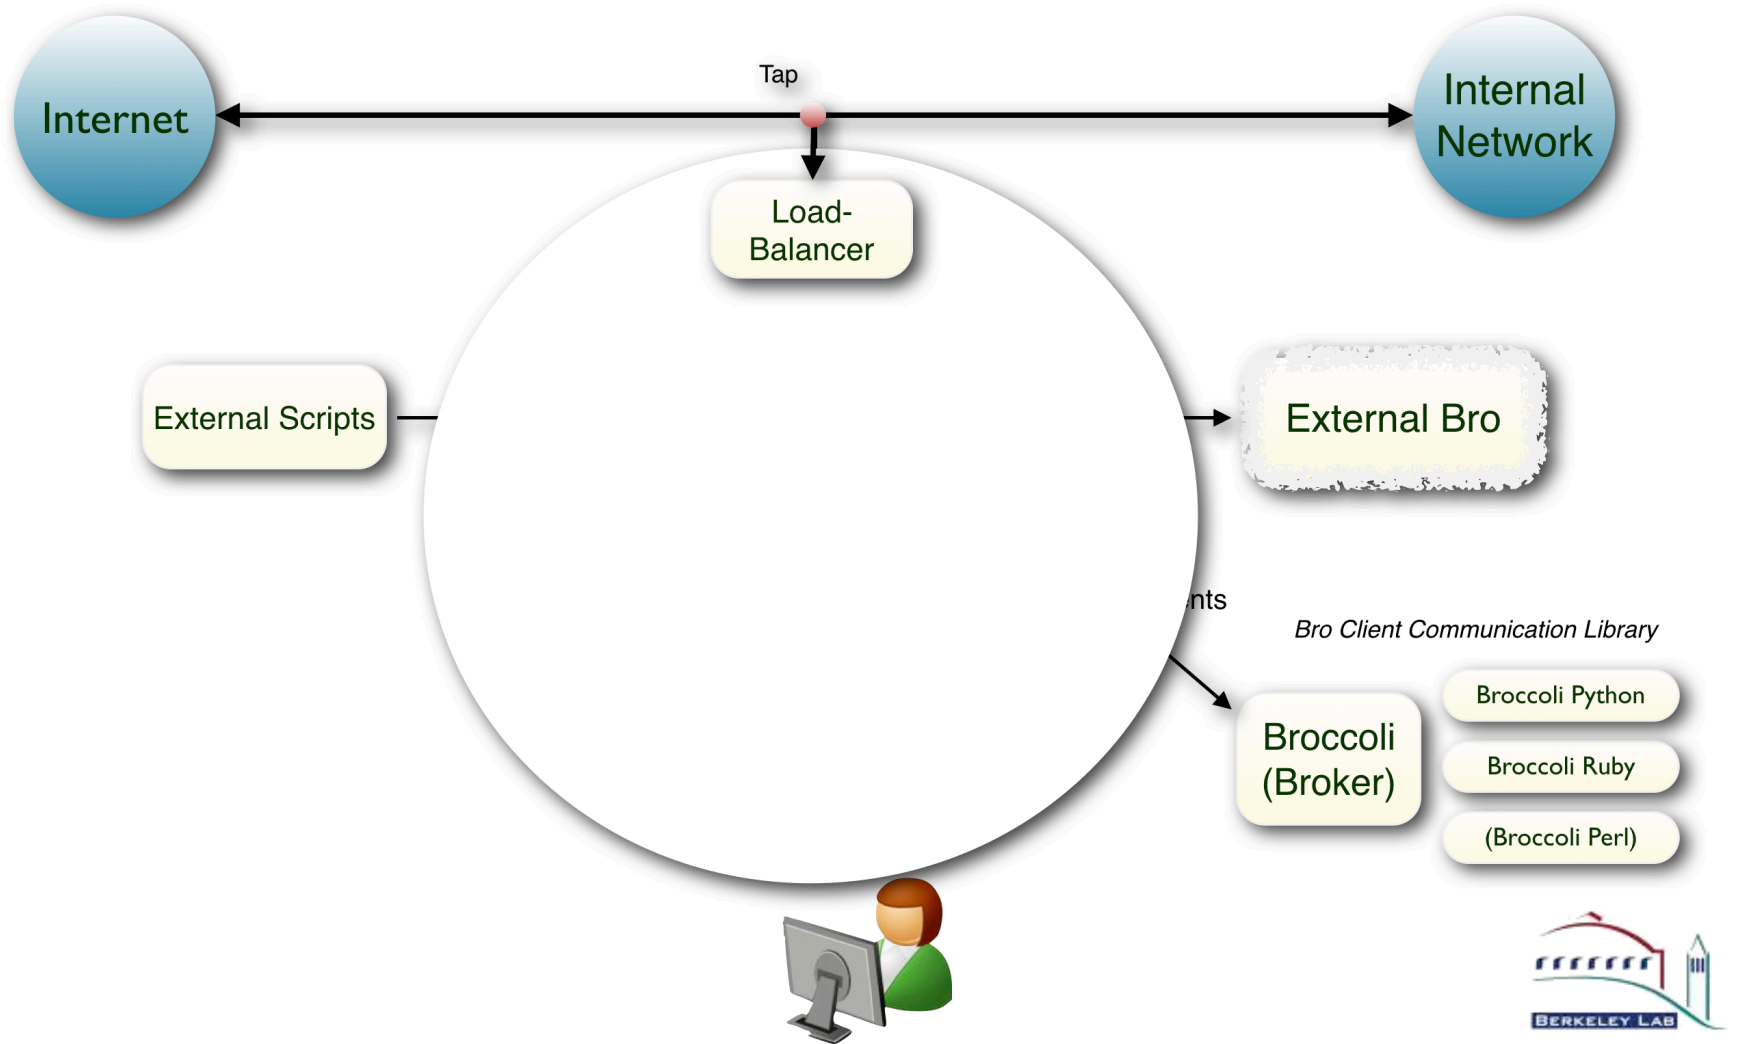 Tap
Internet
Internal
Network
Load-
Balancer
External Scripts
External Bro
Bro Client Communication Library
Broccoli
(Broker)
Broccoli Python
Broccoli Ruby
(Broccoli Perl)
BERKELEY LAB